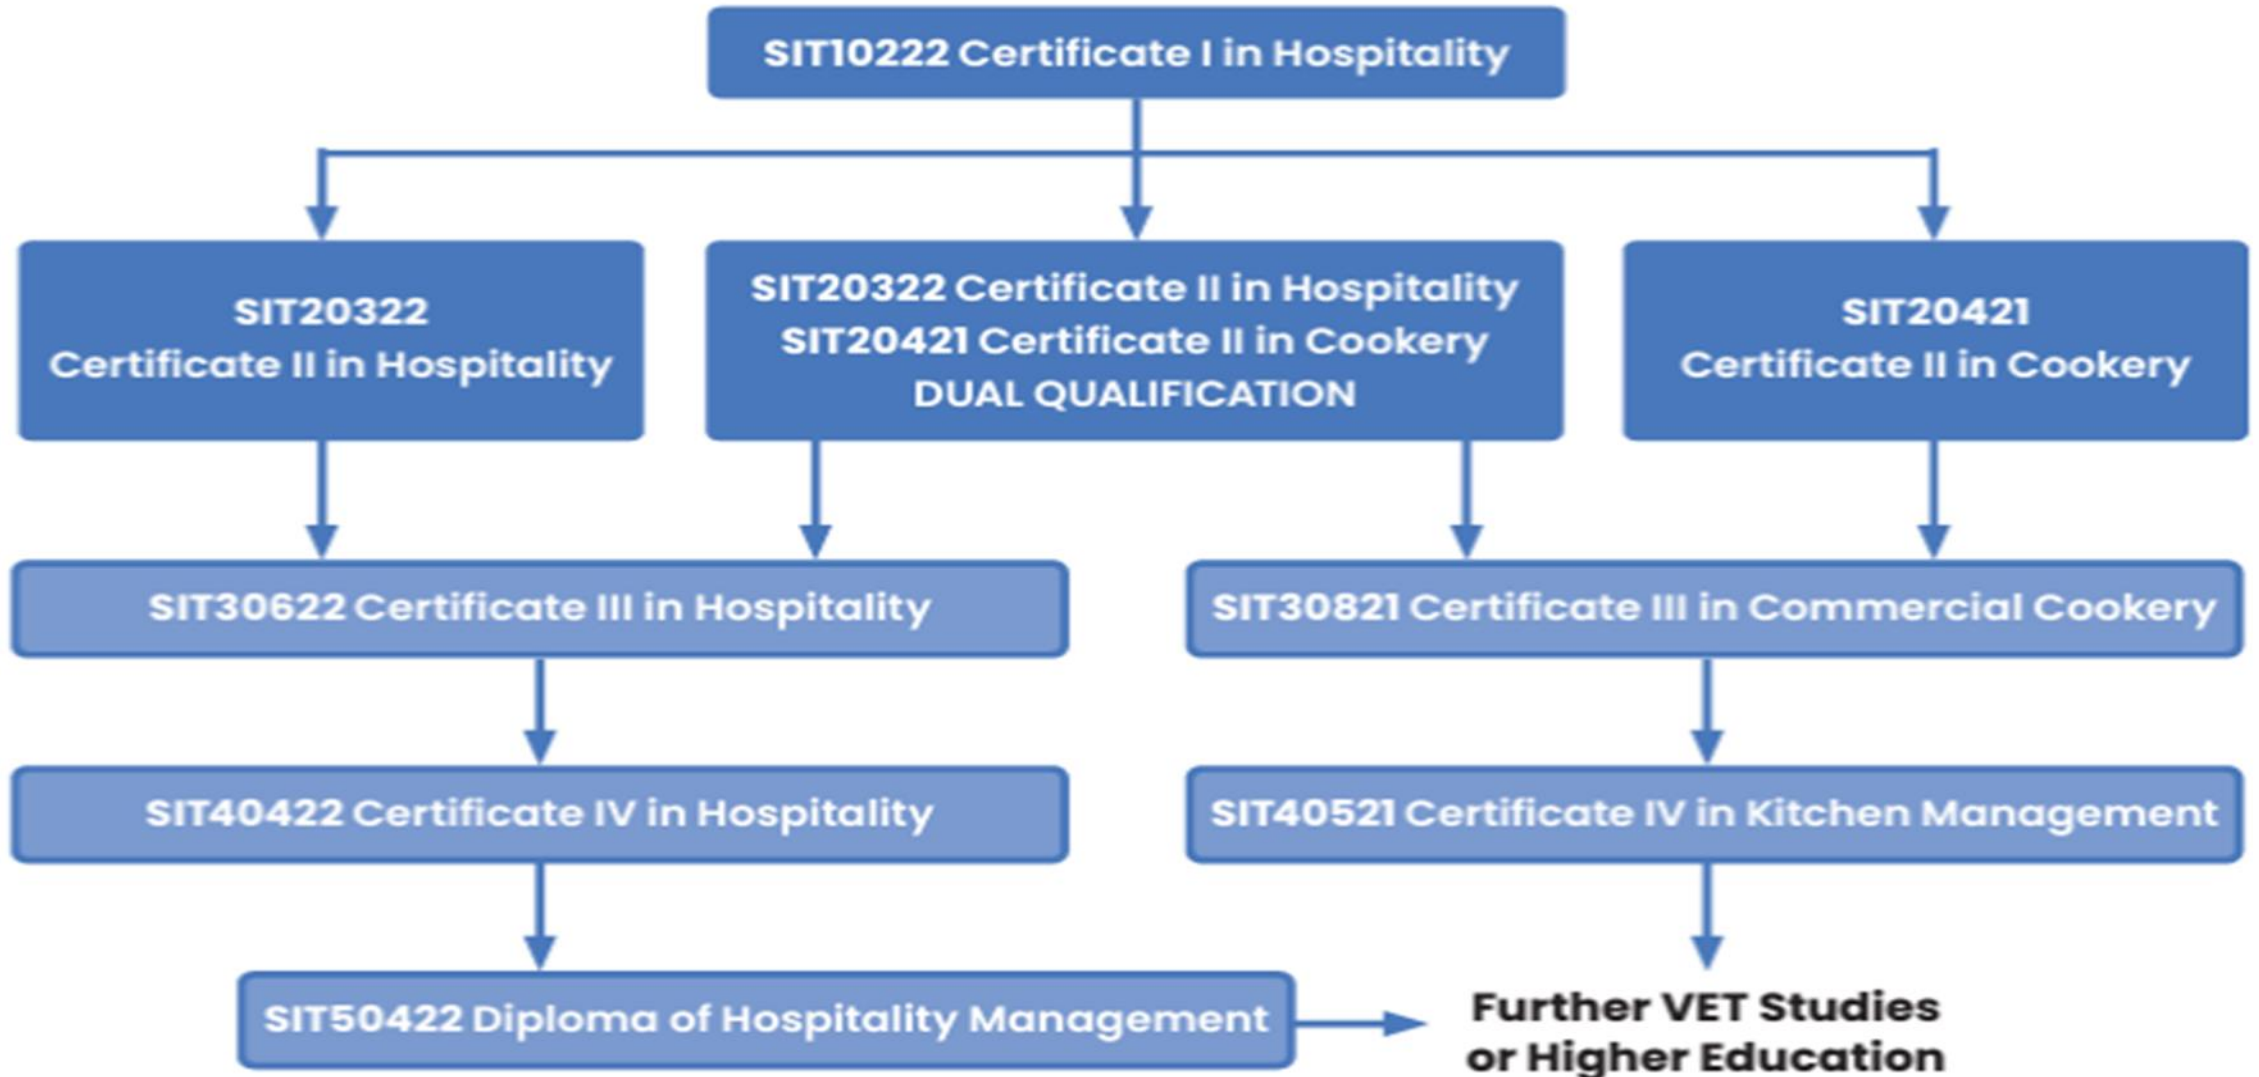 SIT10222 Certificate I in Hospitality
SIT20322
Certificate II in Hospitality
SIT20322 Certificate II in Hospitality
SIT20421 Certificate II in Cookery
DUAL QUALIFICATION
SIT20421
Certificate II in Cookery
SIT30622 Certificate III in Hospitality
SIT30821 Certificate III in Commercial Cookery
SIT40422 Certificate IV in Hospitality
SIT40521 Certificate IV in Kitchen Management
SIT50422 Diploma of Hospitality Management
Further VET Studies
or Higher Education